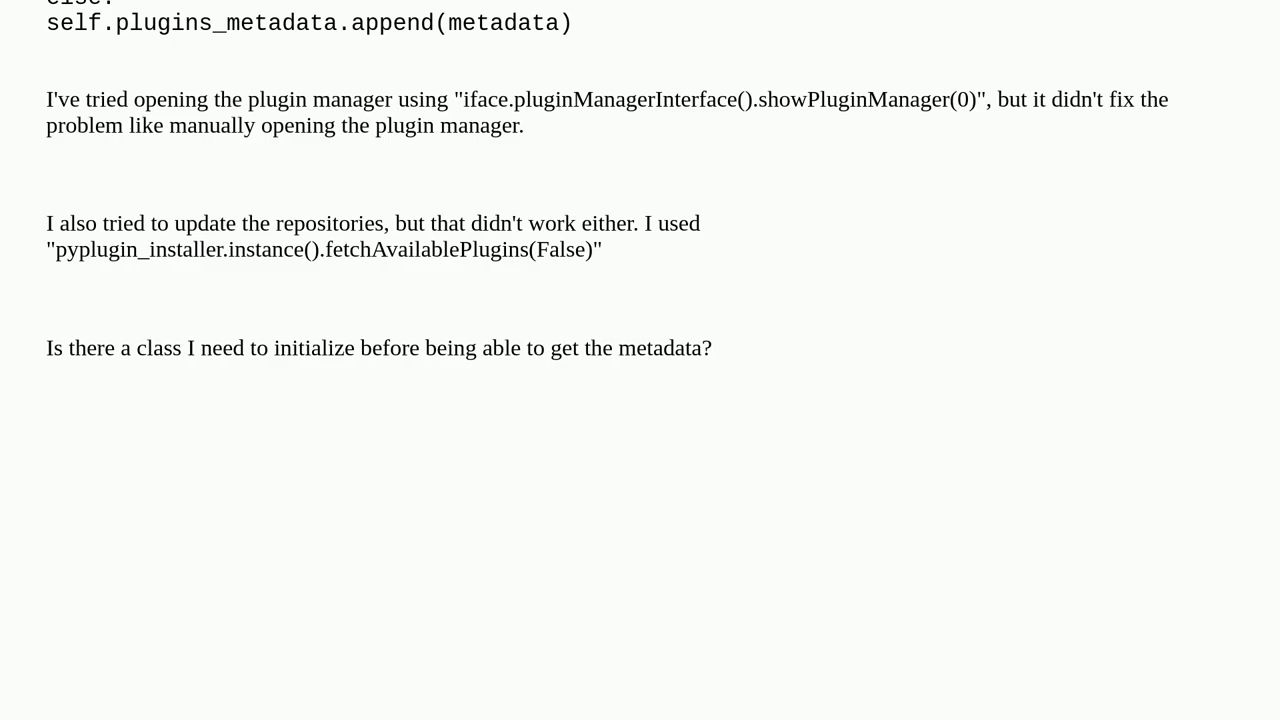 else:
self.plugins_metadata.append(metadata)
I've tried opening the plugin manager using "iface.pluginManagerInterface().showPluginManager(0)", but it didn't fix the
problem like manually opening the plugin manager.
I also tried to update the repositories, but that didn't work either. I used
"pyplugin_installer.instance().fetchAvailablePlugins(False)"
Is there a class I need to initialize before being able to get the metadata?